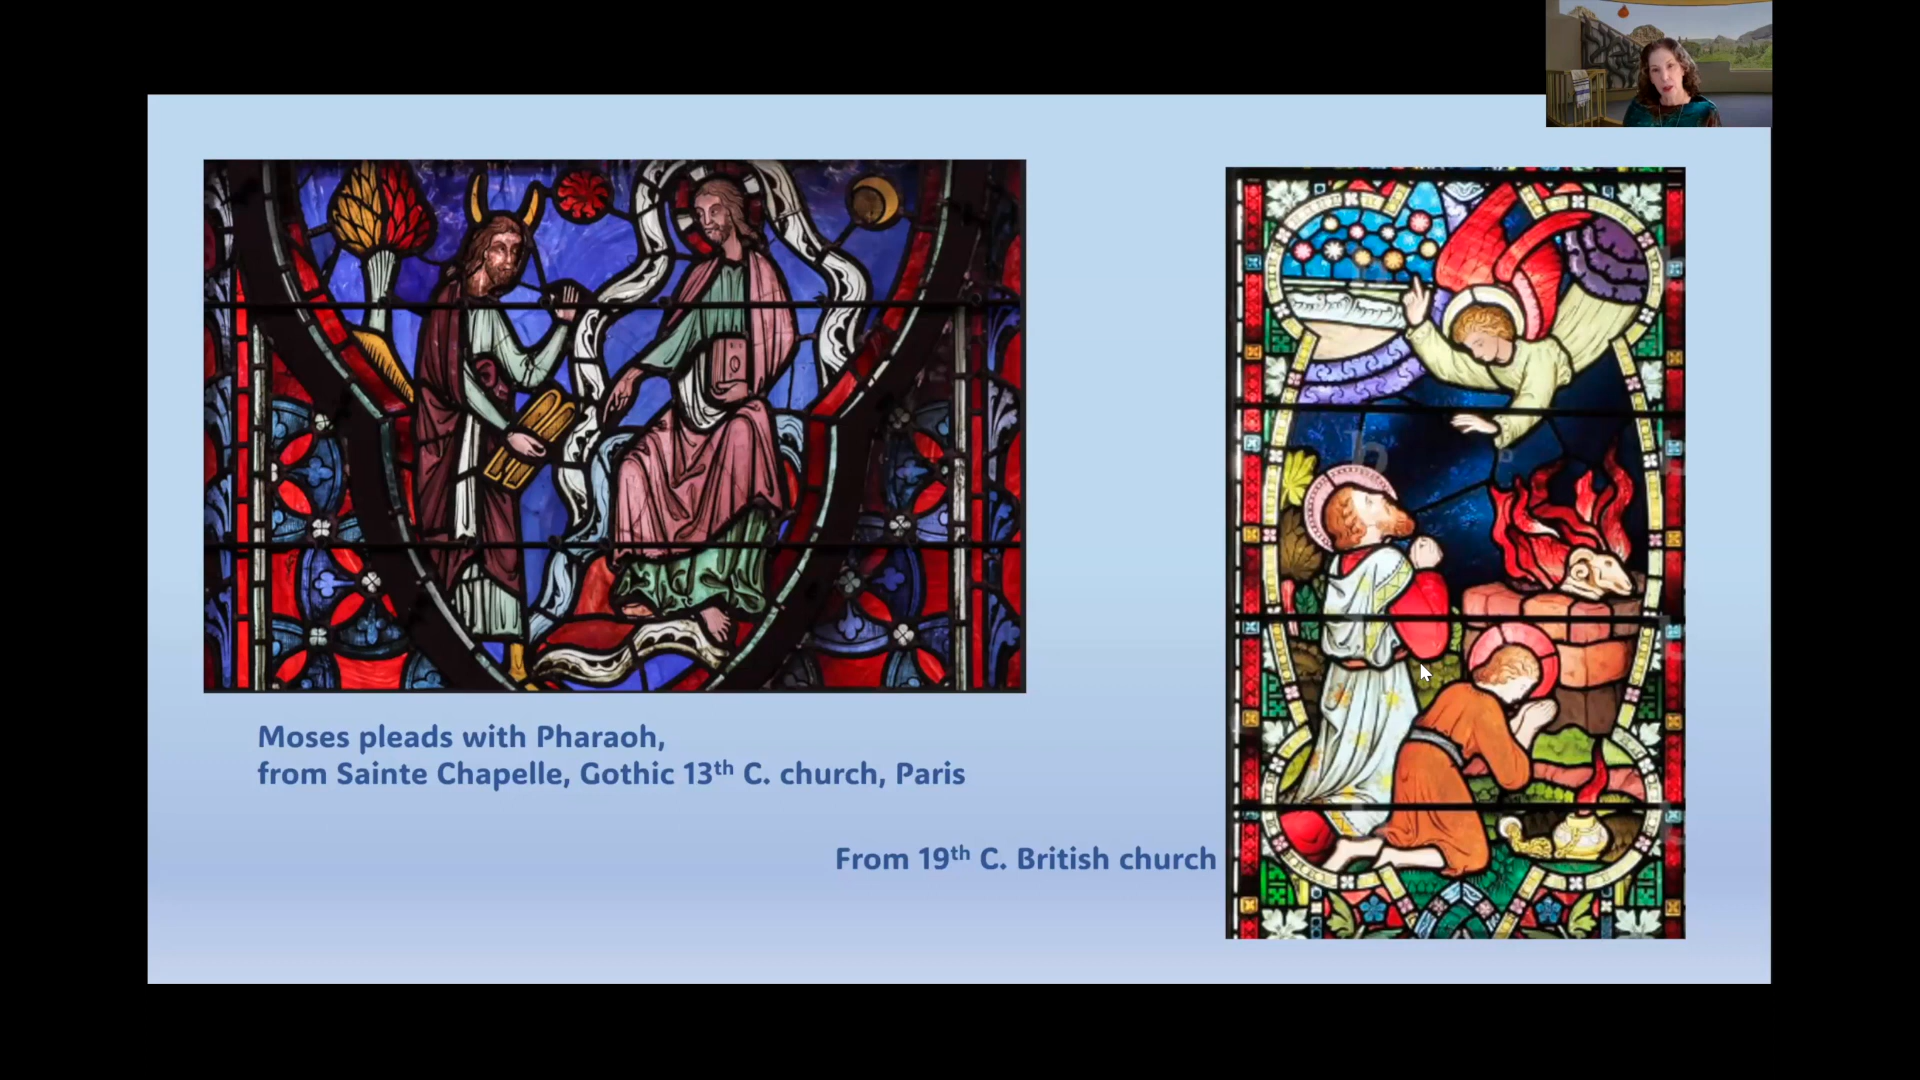 Moses pleads with Pharaoh,
from Sainte Chapelle, Gothic 13th C. church, Paris
From 19th C. British church